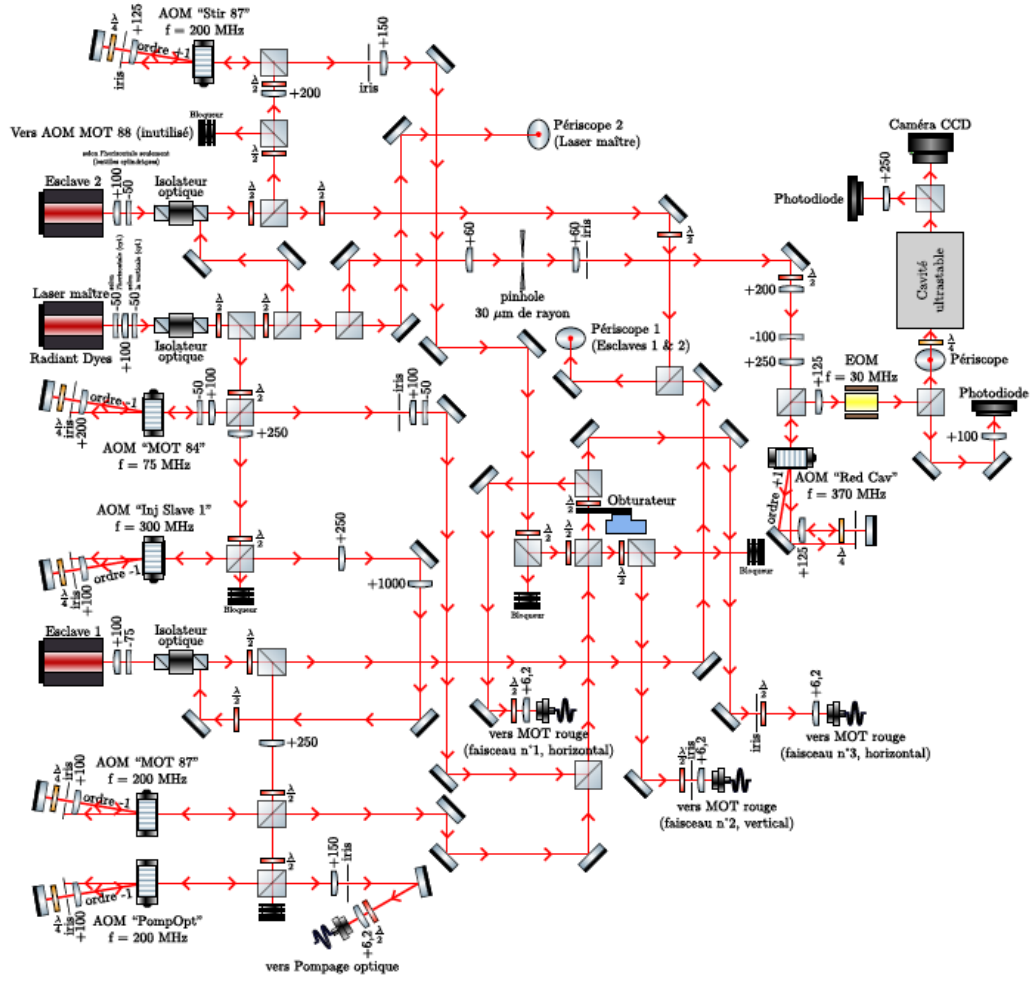 AOM “Stir 87”
f = 200 MHz
λ/4
+125
iris
ordre +1
+150
iris
λ/2
+200
Bloqueur
Vers AOM MOT 88 (inutilisé)
λ/2
Périscope 2
(Laser maître)
Caméra CCD
+250
Photodiode
selon l'horizontale seulement
(lentilles cylindriques)
Esclave 2
+100
-50
Isolateur
optique
λ/2
λ/2
λ/2
+60
+60
iris
pinhole
30 μm de rayon
λ/2
+200
-100
+250
Cavité
ultrastable
λ/4
Périscope
Laser maître
Radiant Dyes
-50
+100
-50
Isolateur
optique
λ/2
λ/2
Périscope 1
(Esclaves 1 & 2)
+125
EOM
f = 30 MHz
Photodiode
+100
λ/2
ordre -1
λ/4
iris
+200
-50
+100
+250
AOM “MOT 84”
f = 75 MHz
iris
+100
-50
AOM “Red Cav”
f = 370 MHz
ordre +1
+125
λ/4
λ/2
Obturateur
λ/2
λ/2
λ/2
Bloqueur
Bloqueur
AOM “Inj Slave 1”
f = 300 MHz
λ/2
+250
+1000
ordre -1
λ/4
iris
+100
Bloqueur
Esclave 1
+100
-75
Isolateur
optique
λ/2
λ/2
λ/2
+6,2
vers MOT rouge
(faisceau n°1, horizontal)
iris
λ/2
+6,2
vers MOT rouge
(faisceau n°3, horizontal)
+250
λ/2
iris
+6,2
vers MOT rouge
(faisceau n°2, vertical)
AOM “MOT 87”
f = 200 MHz
λ/4
iris
+100
ordre -1
λ/2
λ/2
+150
iris
ordre -1
λ/4
iris
+100
AOM “PompOpt”
f = 200 MHz
+6,2
λ/2
vers Pompage optique